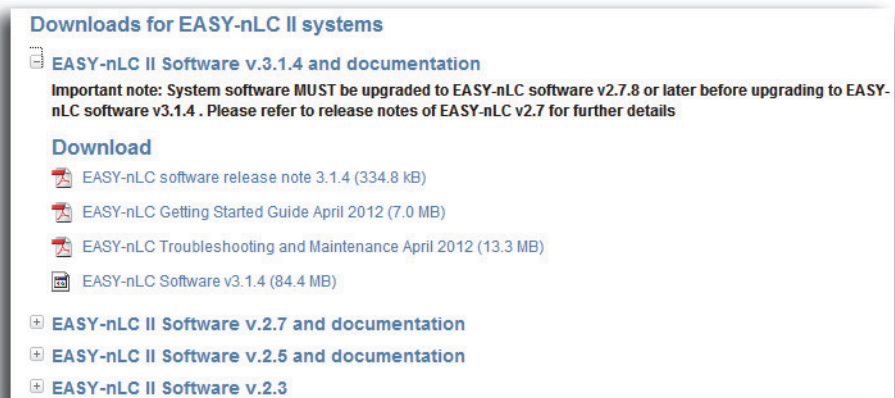 Downloads for EASY-nLC II systems
EASY-nLC II Software v.3.1.4 and documentation
Important note: System software MUST be upgraded to EASY-nLC software v2.7.8 or later before upgrading to EASY-
nLC software v3.1.4 . Please refer to release notes of EASY-nLC v2.7 for further details
Download
EASY-nLC software release note 3.1.4 (334.8 kB)
EASY-nLC Getting Started Guide April 2012 (7.0 MB)
EASY-nLC Troubleshooting and Maintenance April 2012 (13.3 MB)
EASY-nLC Software v3.1.4 (84.4 MB)
EASY-nLC II Software v.2.7 and documentation
EASY-nLC II Software v.2.5 and documentation
EASY-nLC II Software v.2.3